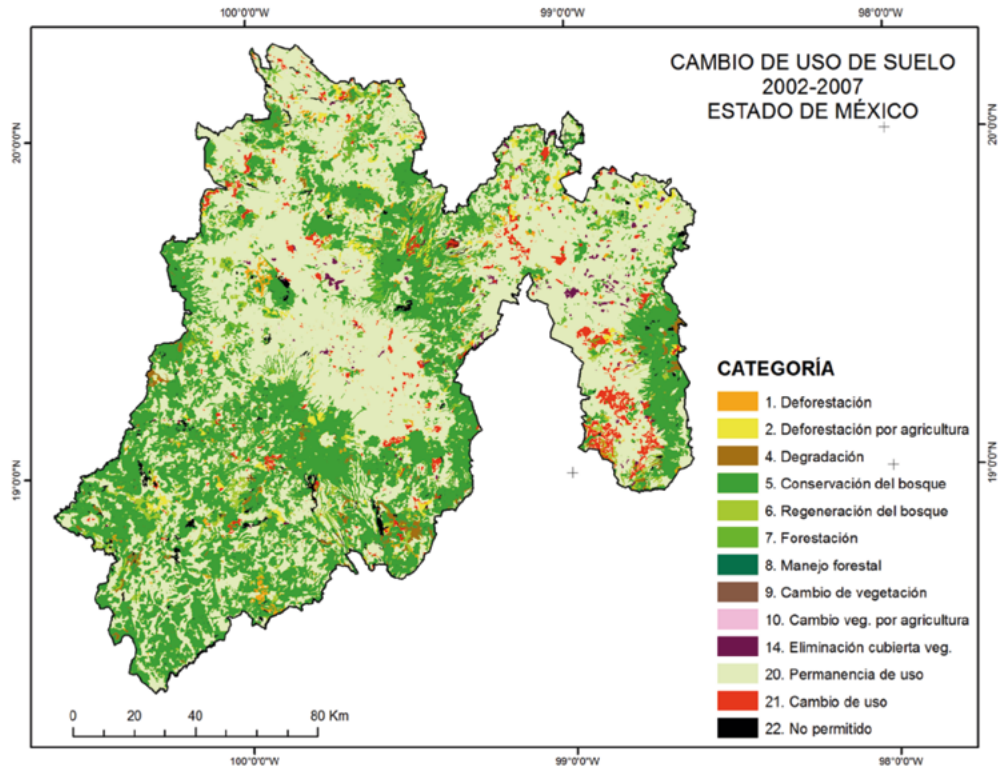 100°0'0"W 99°0'0"W 98°0'0"W
CAMBIO DE USO DE SUELO
2002-2007
ESTADO DE MÉXICO
20°0'0"N 20°0'0"N
19°0'0"N 19°0'0"N
CATEGORÍA
1. Deforestación
2. Deforestación por agricultura
4. Degradación
5. Conservación del bosque
6. Regeneración del bosque
7. Forestación
8. Manejo forestal
9. Cambio de vegetación
10. Cambio veg. por agricultura
14. Eliminación cubierta veg.
20. Permanencia de uso
21. Cambio de uso
22. No permitido
0 20 40 80 Km
100°0'0"W 99°0'0"W 98°0'0"W